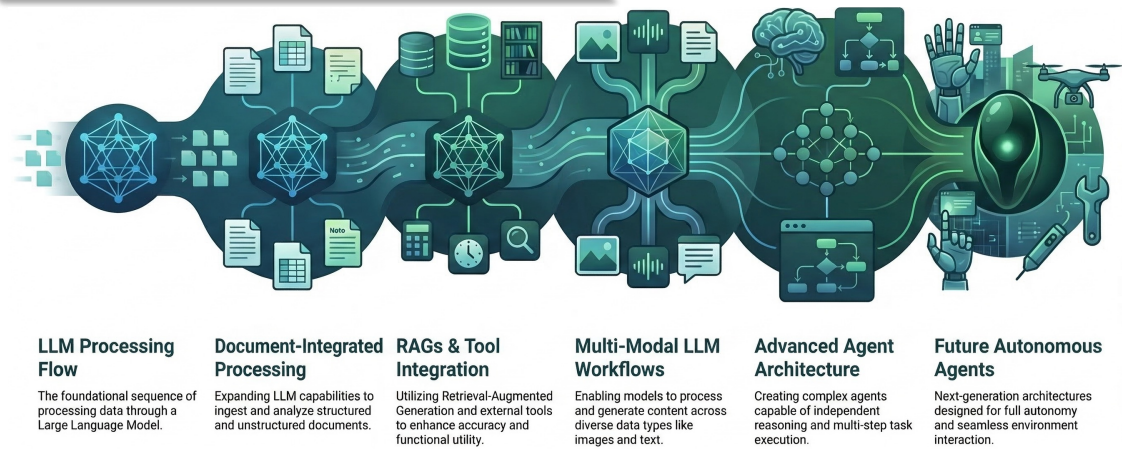 Noto
LLM Processing
Flow
The foundational sequence of
processing data through a
Large Language Model.
Document-Integrated
Processing
Expanding LLM capabilities to
ingest and analyze structured
and unstructured documents.
RAGs & Tool
Integration
Utilizing Retrieval-Augmented
Generation and external tools
to enhance accuracy and
functional utility.
Multi-Modal LLM
Workflows
Enabling models to process
and generate content across
diverse data types like
images and text.
Advanced Agent
Architecture
Creating complex agents
capable of independent
reasoning and multi-step task
execution.
Future Autonomous
Agents
Next-generation architectures
designed for full autonomy
and seamless environment
interaction.